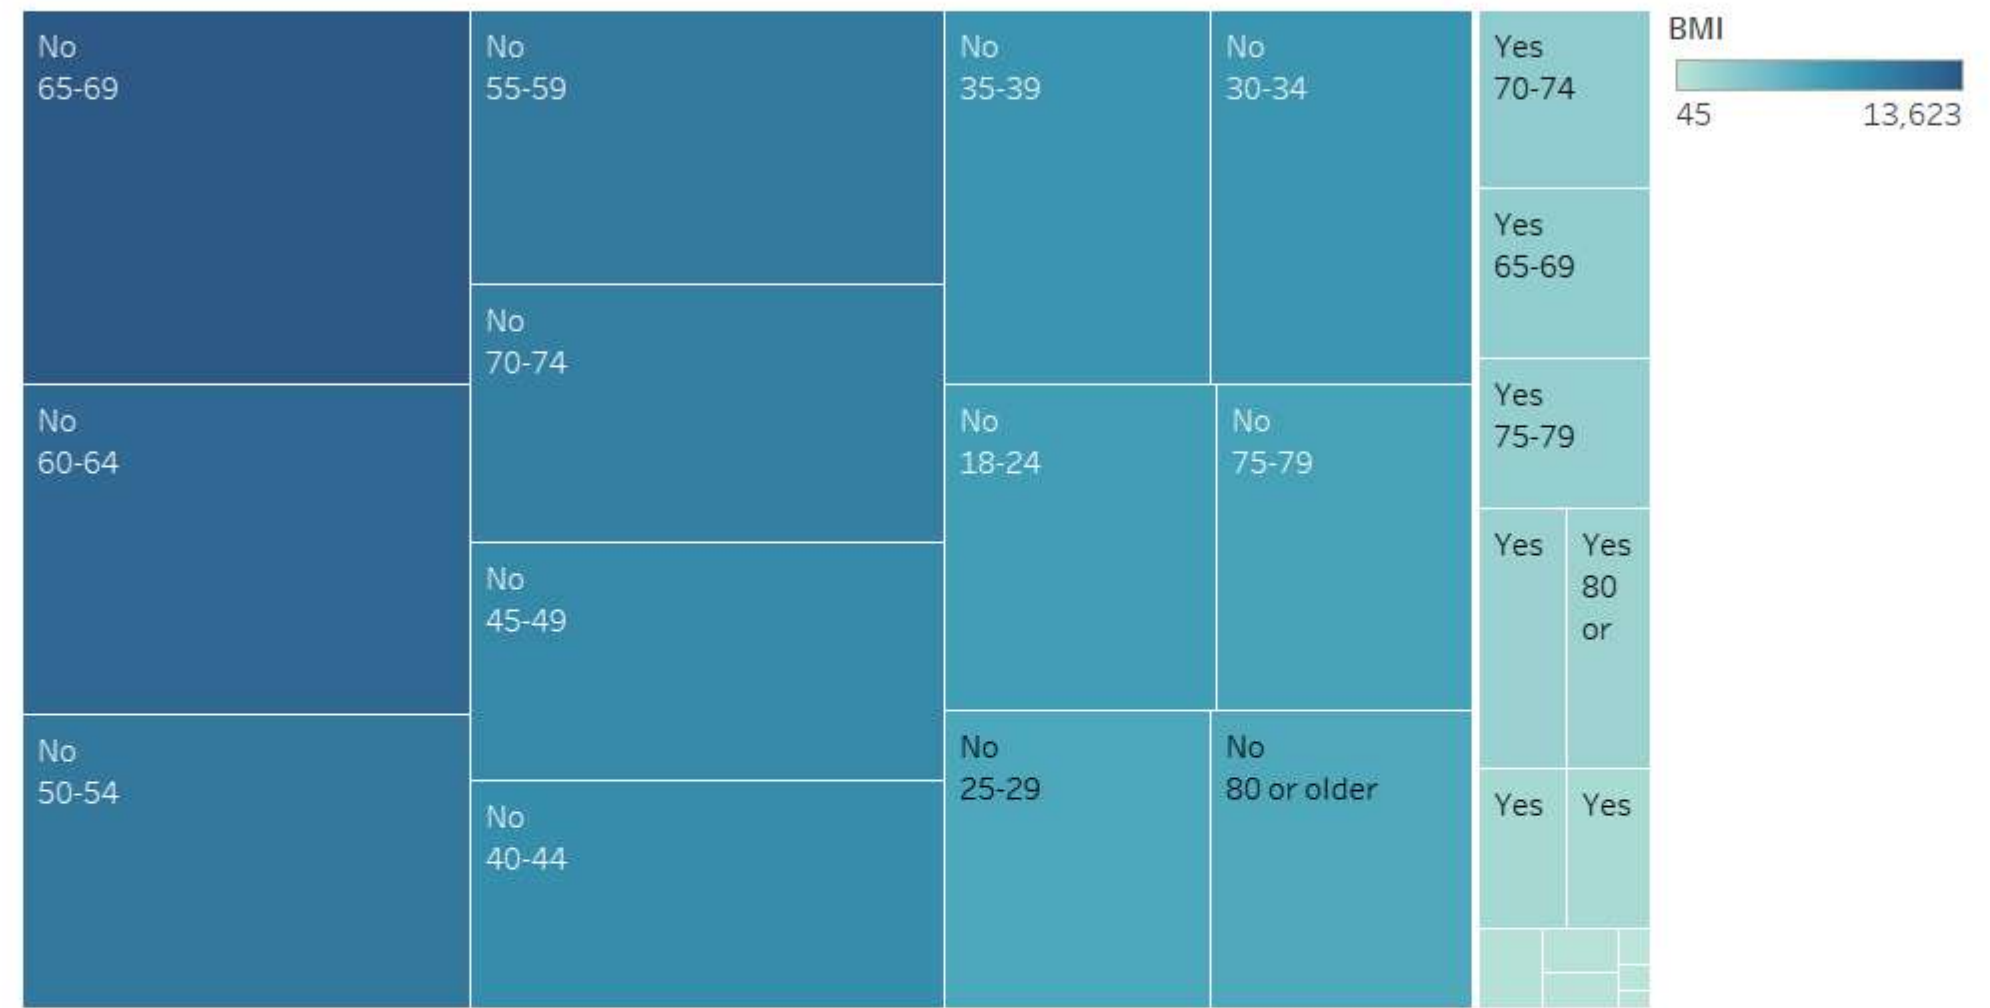 No
65-69
No
60-64
No
50-54
No
55-59
No
70-74
No
45-49
No
40-44
No
35-39
No
30-34
No
18-24
No
75-79
No
25-29
No
80 or older
Yes
70-74
Yes
65-69
Yes
75-79
Yes
Yes
80
or
Yes
Yes
BMI
45
13,623